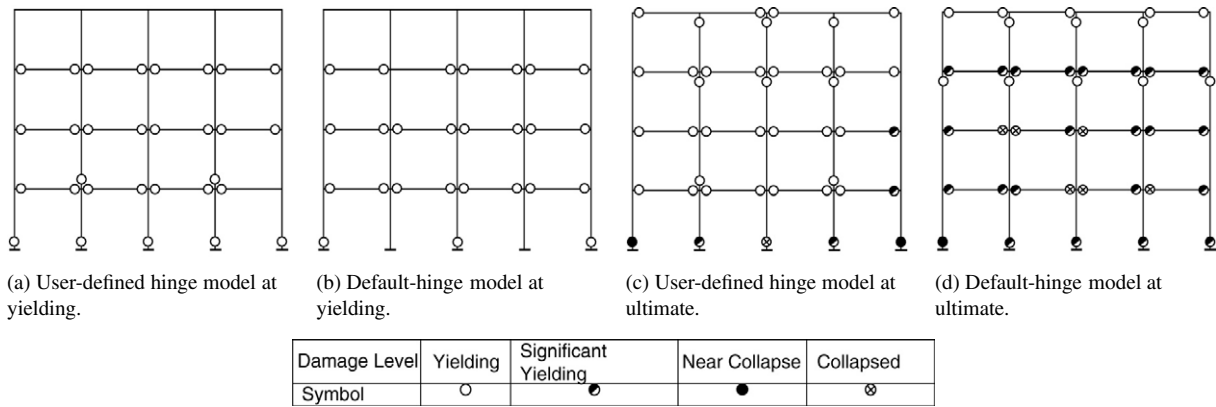 (a) User-defined hinge model at
yielding.
(b) Default-hinge model at
yielding.
(c) User-defined hinge model at
ultimate.
(d) Default-hinge model at
ultimate.
Damage Level
Yielding
Significant
Yielding
Near Collapse
Collapsed
Symbol